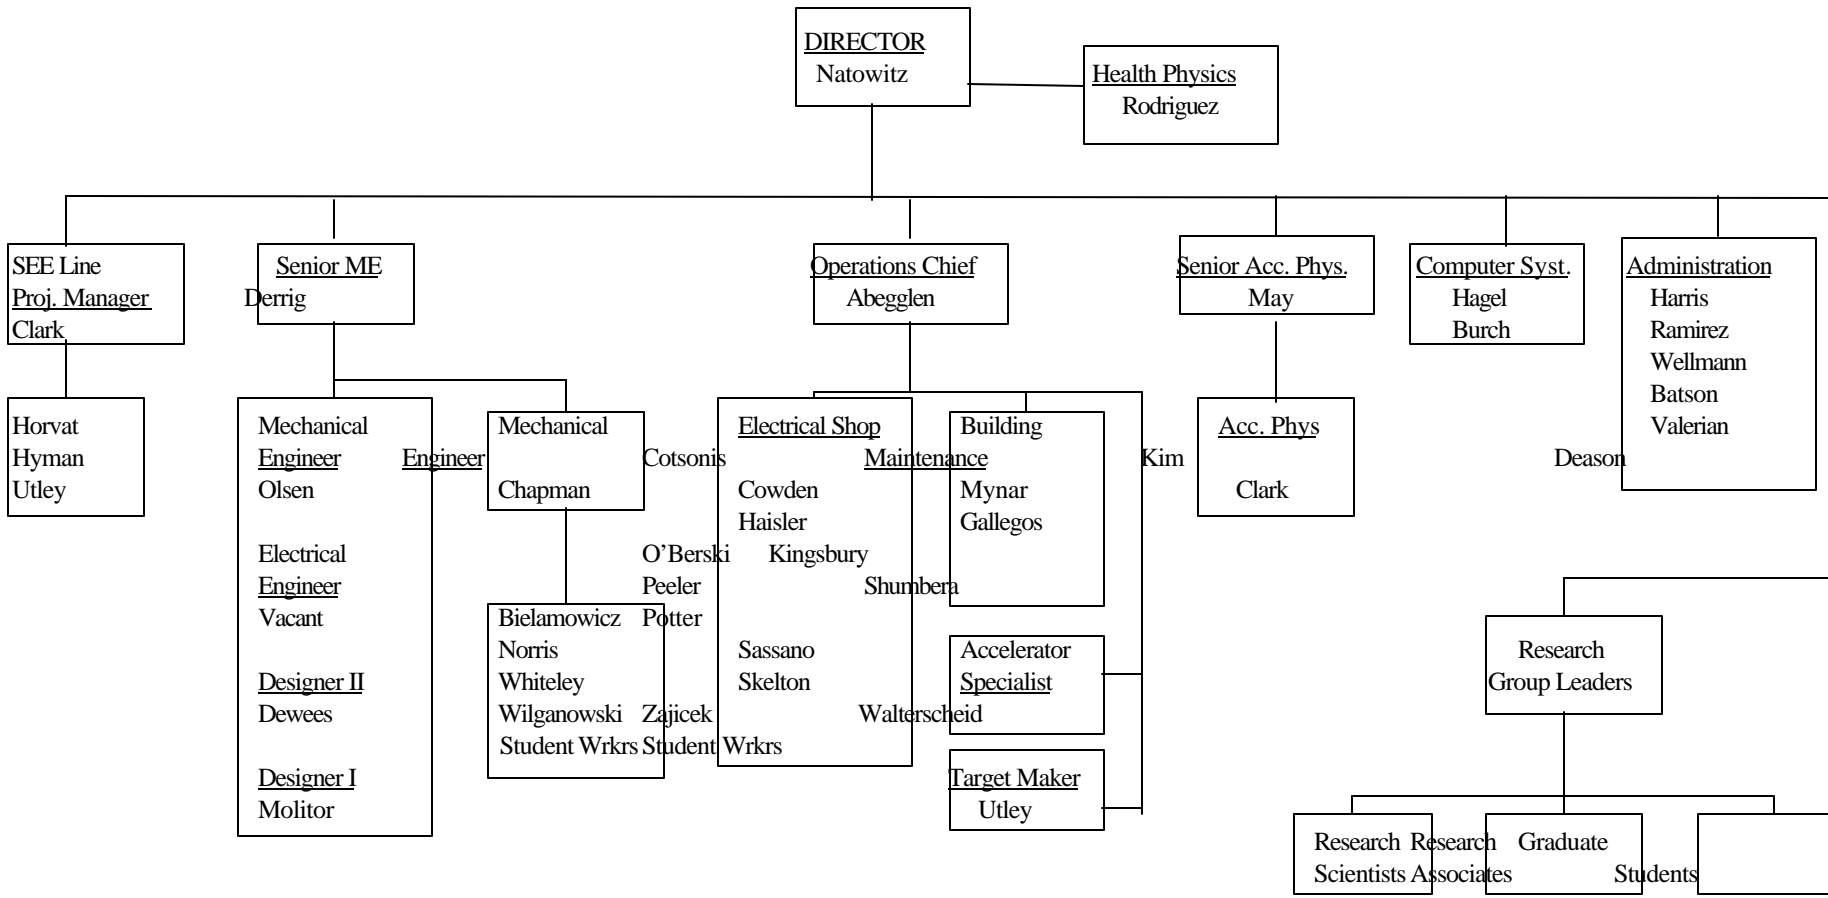 DIRECTOR
Natowitz
Health Physics
Rodriguez
SEE Line
Proj. Manager
Clark
Senior ME
Derrig
Operations Chief
Abegglen
Senior Acc. Phys.
May
Computer Syst.
Hagel
Burch
Administration
Harris
Ramirez
Wellmann
Batson
Valerian
Deason
Horvat
Hyman
Utley
Mechanical
Engineer
Olsen
Electrical
Engineer
Vacant
Designer II
Dewees
Designer I
Molitor
Mechanical
Engineer
Chapman
Bielamowicz
Norris
Whiteley
Wilganowski
Student Wrkrs
Electrical Shop
Cotsonis
Cowden
Haisler
O’Berski
Kingsbury
Peeler
Potter
Sassano
Skelton
Zajicek
Student Wrkrs
Building
Maintenance
Mynar
Gallegos
Shumbera
Accelerator
Specialist
Walterscheid
Target Maker
Utley
Acc. Phys
Kim
Clark
Research
Group Leaders
Research
Scientists
Research
Associates
Graduate
Students